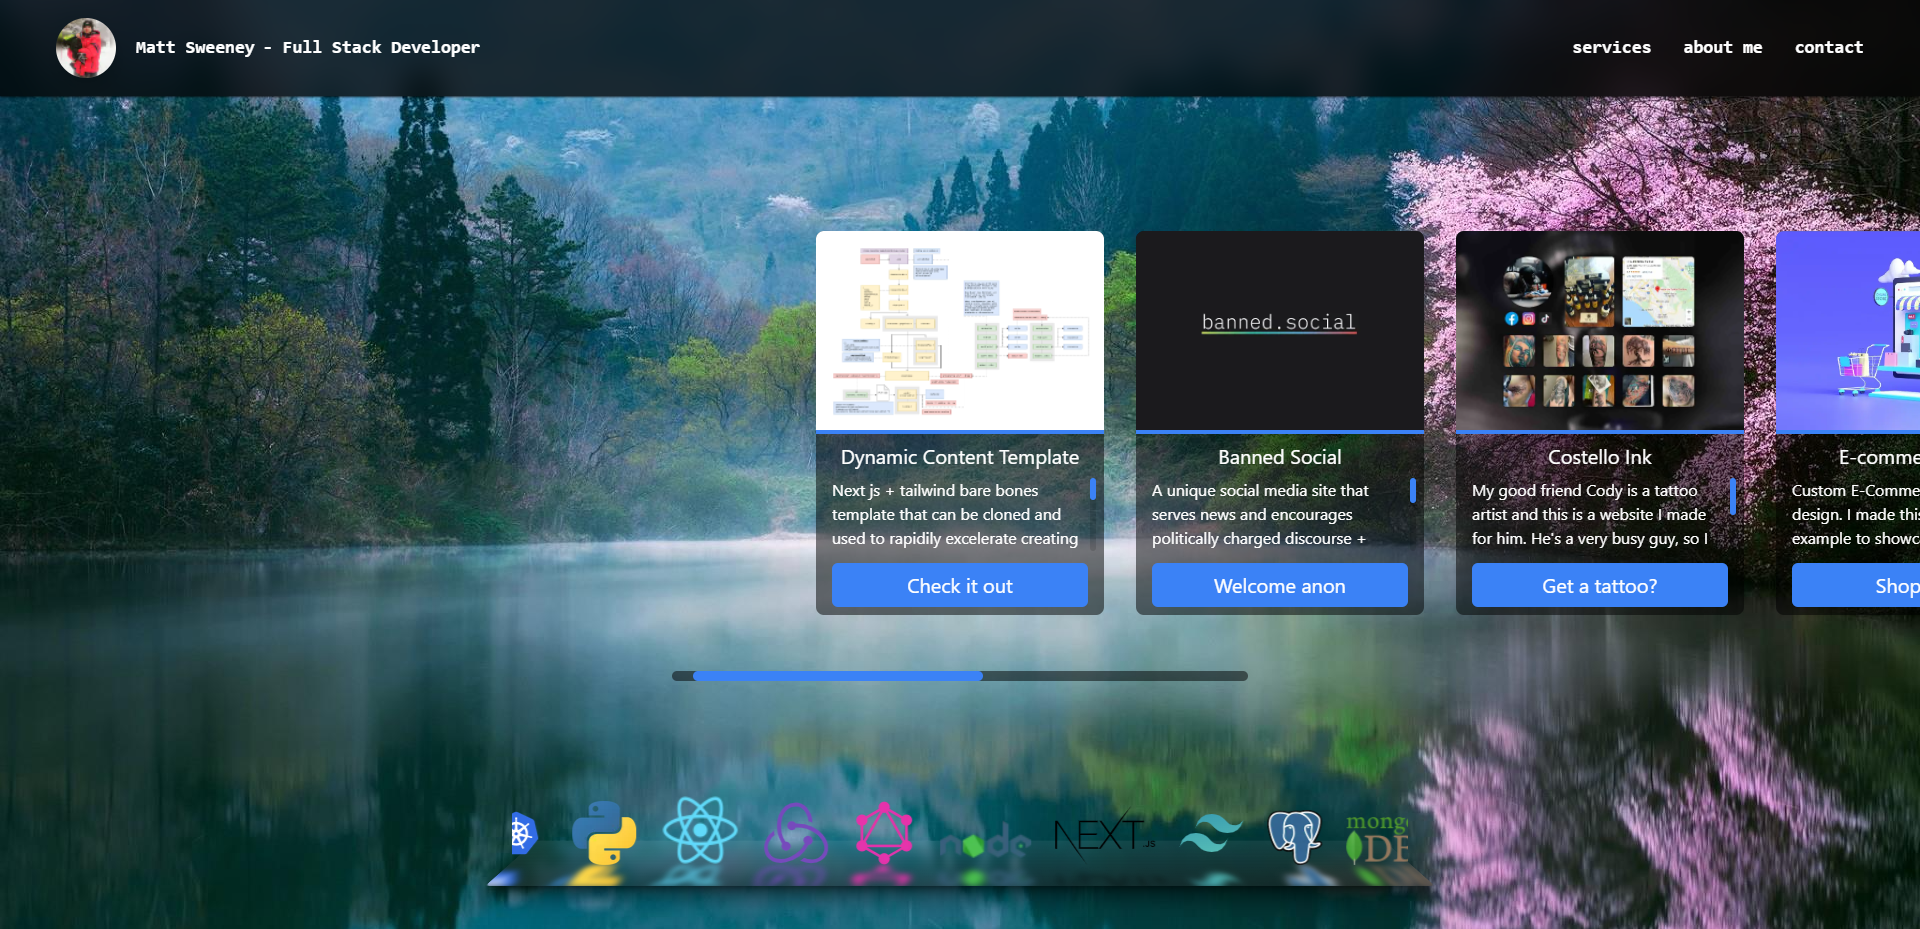 Matt Sweeney - Full Stack Developer
services
about me
contact
banned.social
Dynamic Content Template
Next js + tailwind bare bones
template that can be cloned and
used to rapidily excelerate creating
Check it out
Banned Social
A unique social media site that
serves news and encourages
politically charged discourse +
Welcome anon
Costello Ink
My good friend Cody is a tattoo
artist and this is a website I made
for him. He's a very busy guy, so I
Get a tattoo?
E-comme
Custom E-Comme
design. I made this
example to showc
Shop
node
NEXT.JS
mong
DE